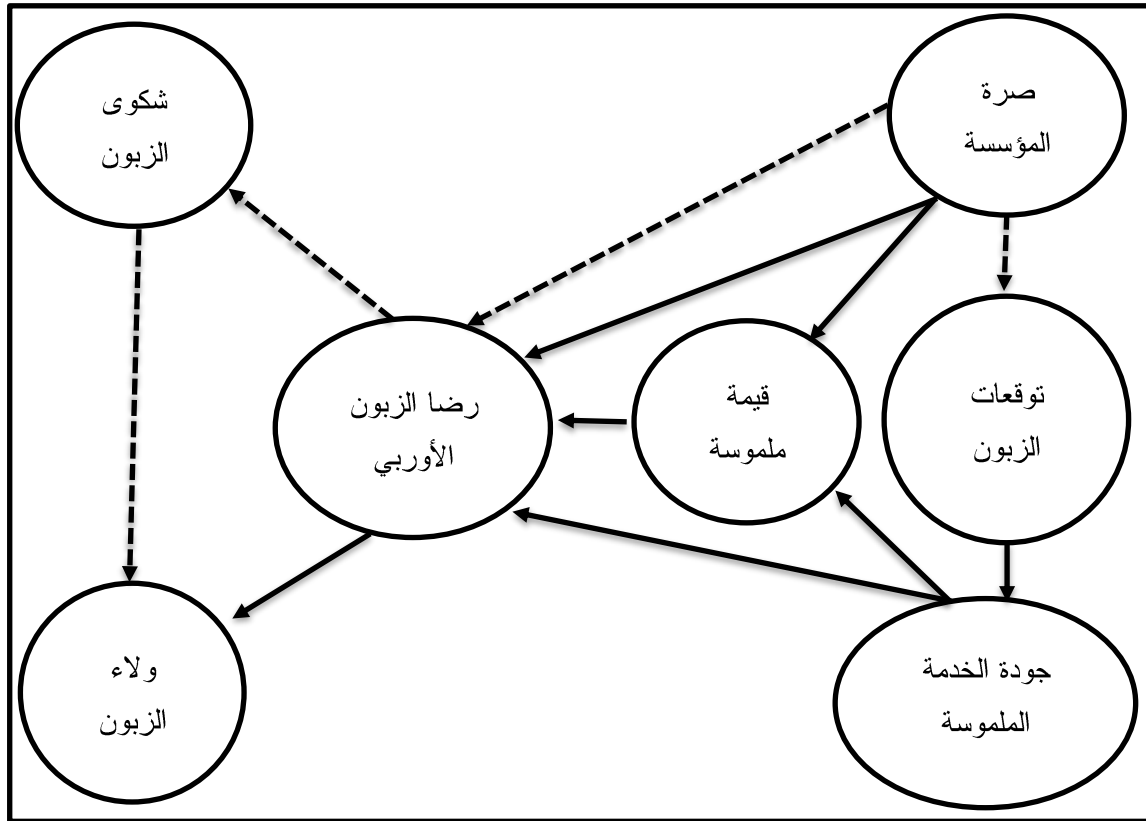 صرة
المؤسسة
شكوى
الزبون
توقعات
الزبون
قيمة
ملموسة
رضا الزبون
الأوربي
جودة الخدمة
الملموسة
ولاء
الزبون